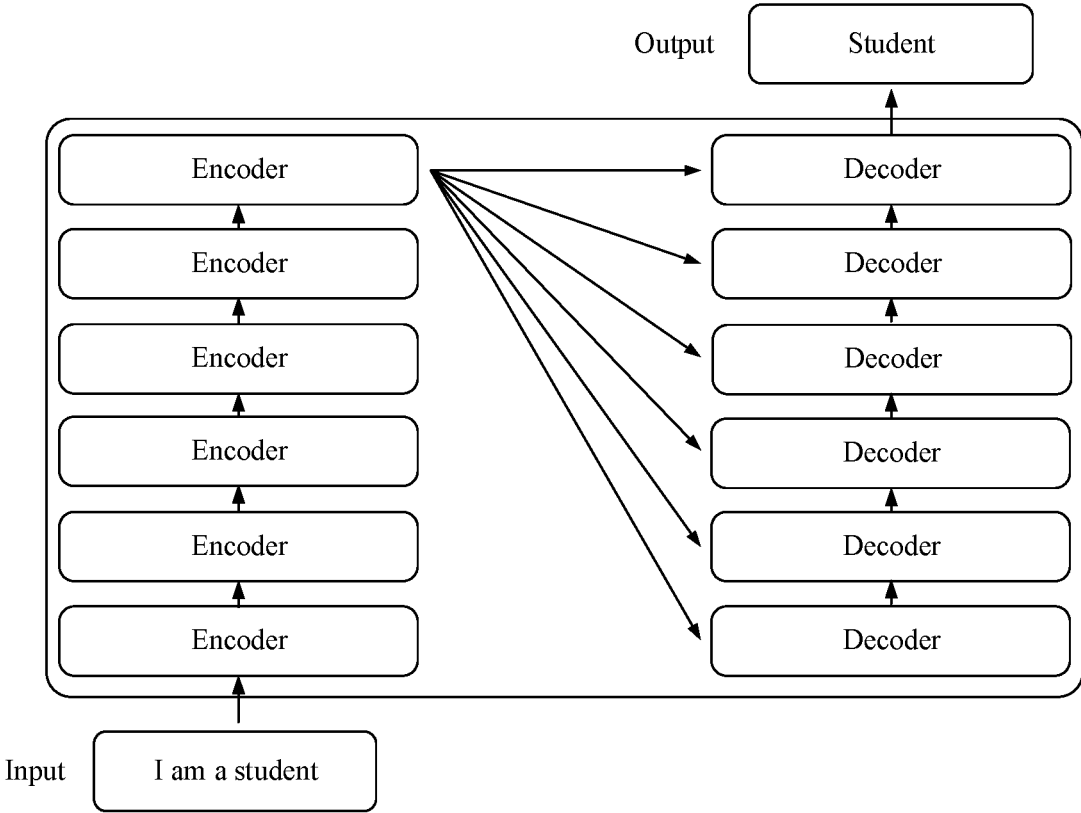 Output
Student
Encoder
Decoder
Encoder
Decoder
Encoder
Decoder
Encoder
Decoder
Encoder
Decoder
Encoder
Decoder
Input
I am a student